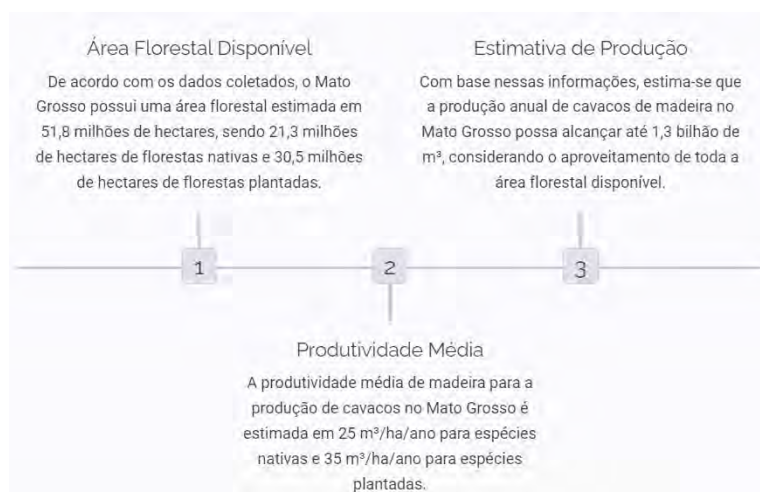 Área Florestal Disponível
De acordo com os dados coletados, o Mato
Grosso possui uma área florestal estimada em
51,8 milhões de hectares, sendo 21,3 milhões
de hectares de florestas nativas e 30,5 milhões
de hectares de florestas plantadas.
Estimativa de Produção
Com base nessas informações, estima-se que
a produção anual de cavacos de madeira no
Mato Grosso possa alcançar até 1,3 bilhão de
m³, considerando o aproveitamento de toda a
área florestal disponível.
1
2
3
Produtividade Média
A produtividade média de madeira para a
produção de cavacos no Mato Grosso é
estimada em 25 m³/ha/ano para espécies
nativas e 35 m³/ha/ano para espécies
plantadas.